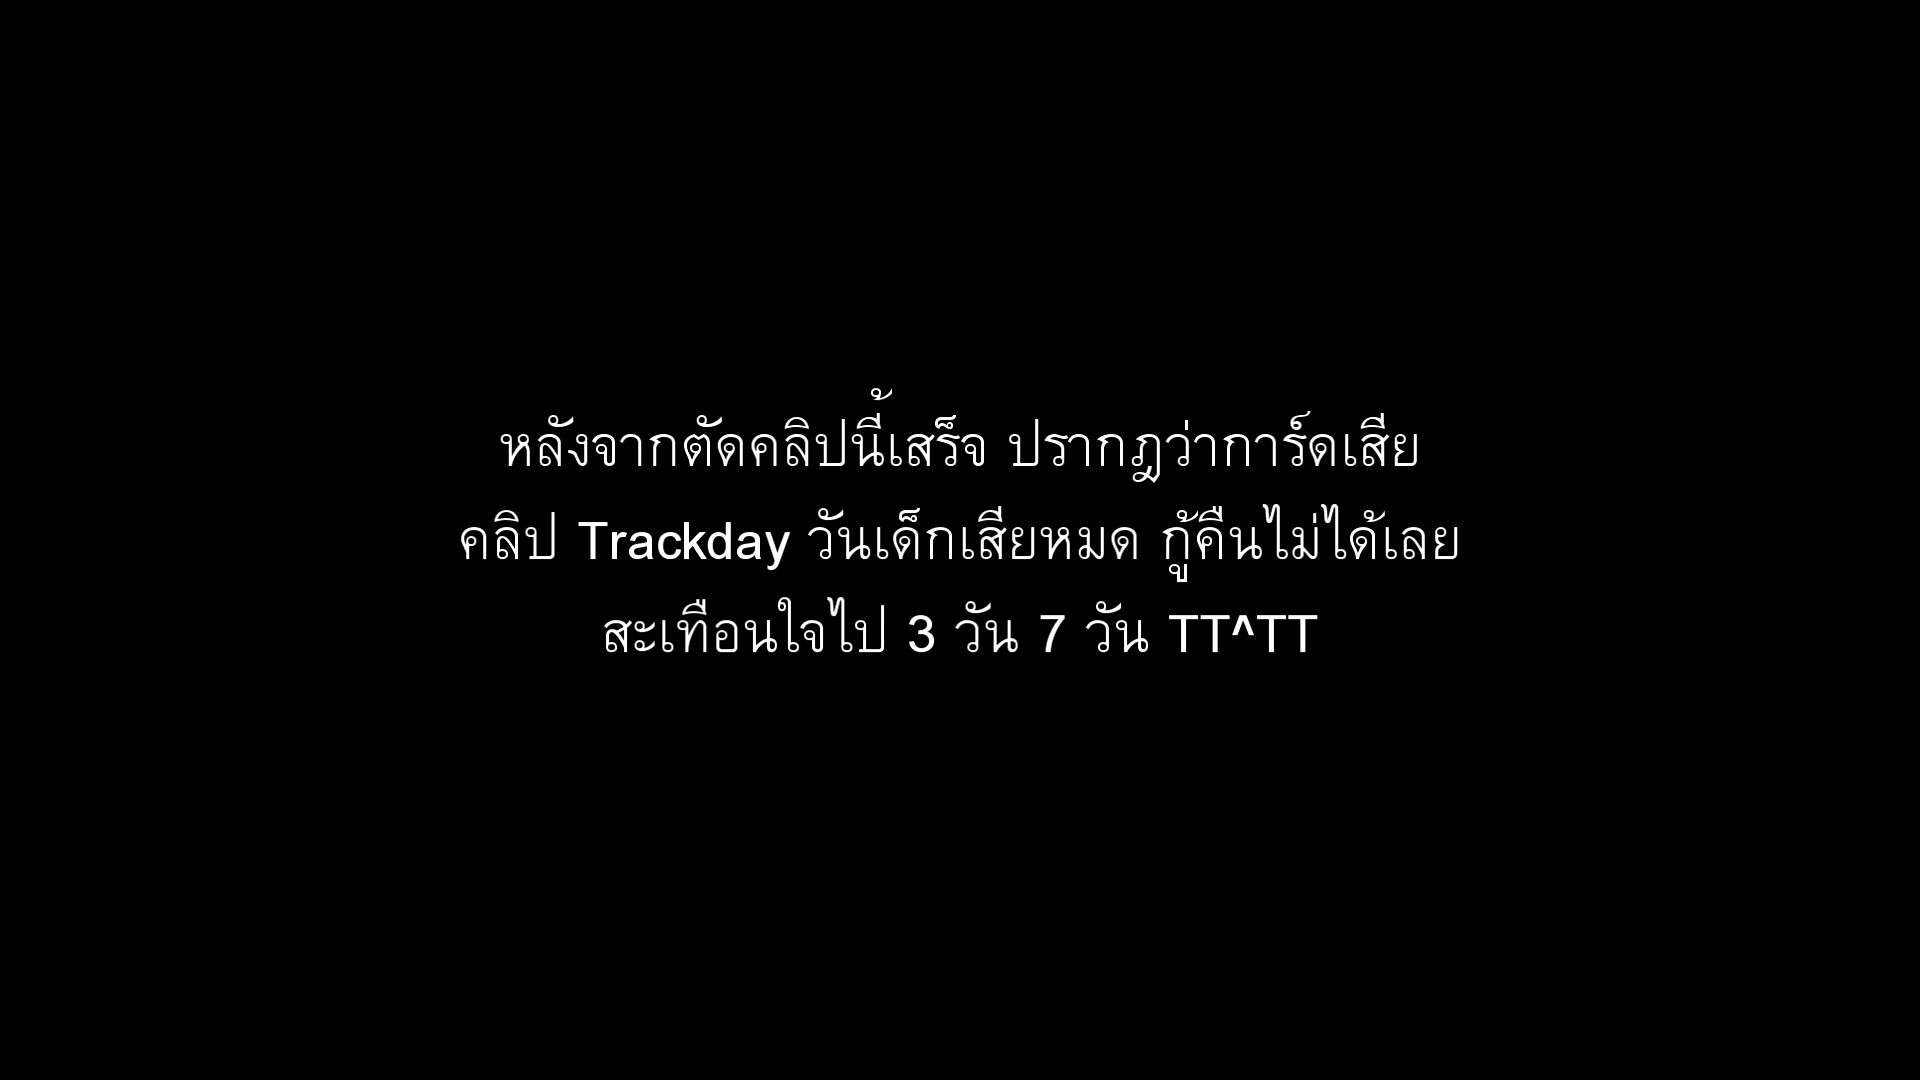 หลังจากตัดคลิปนี้เสร็จ ปรากฎว่าการ์ดเสีย
คลิป Trackday วันเด็กเสียหมด กู้คืนไม่ได้เลย
สะเทือนใจไป 3 วัน 7 วัน TT^TT